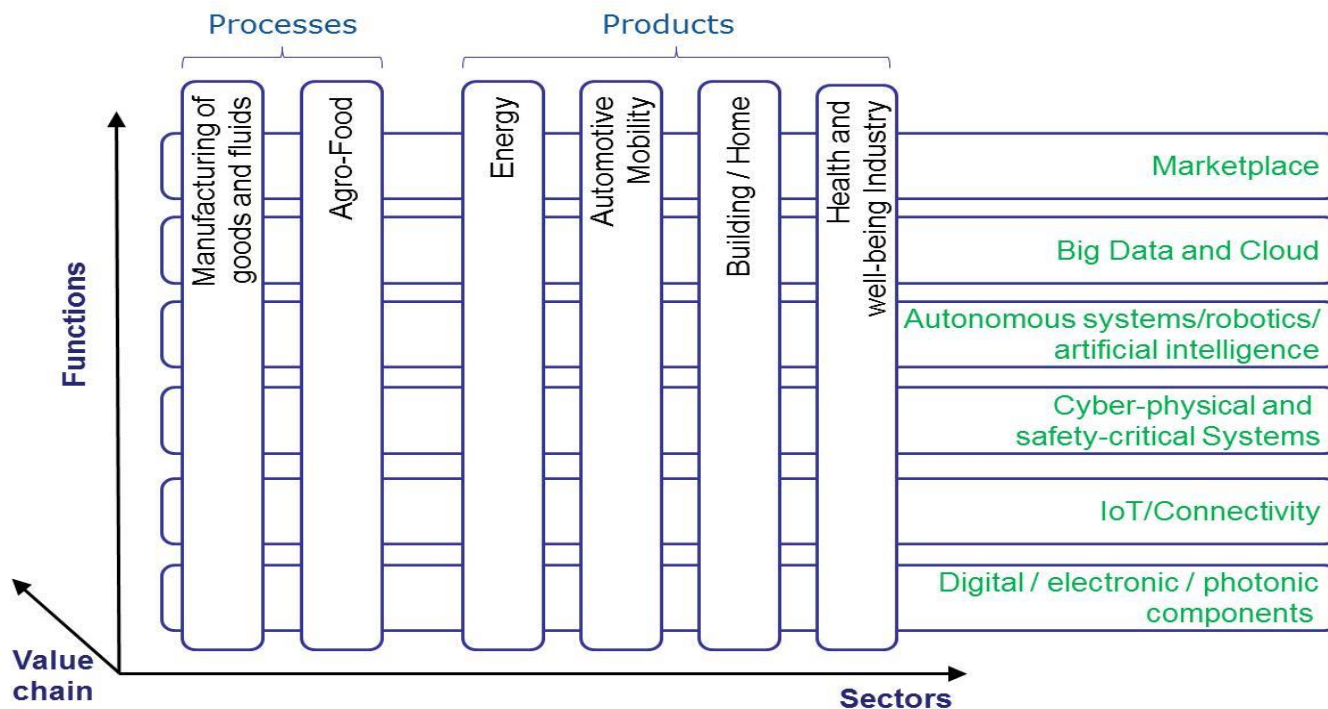 Processes
Products
Manufacturing of
goods and fluids
Agro-Food
Energy
Automotive
Mobility
Building / Home
Health and
well-being Industry
Marketplace
Big Data and Cloud
Autonomous systems/robotics/
artificial intelligence
Cyber-physical and
safety-critical Systems
IoT/Connectivity
Digital / electronic / photonic
components
Functions
Value
chain
Sectors